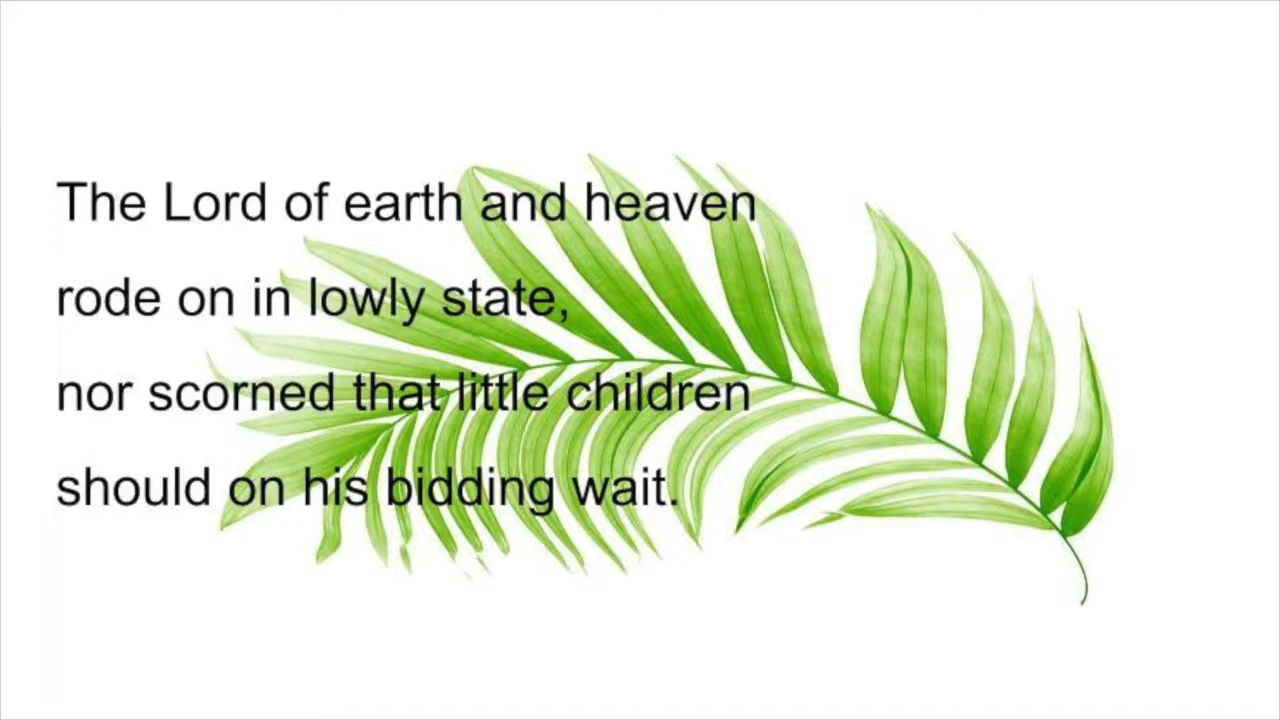 The Lord of earth and heaven
rode on in lowly state,
nor scorned that little children
should on his bidding wait.